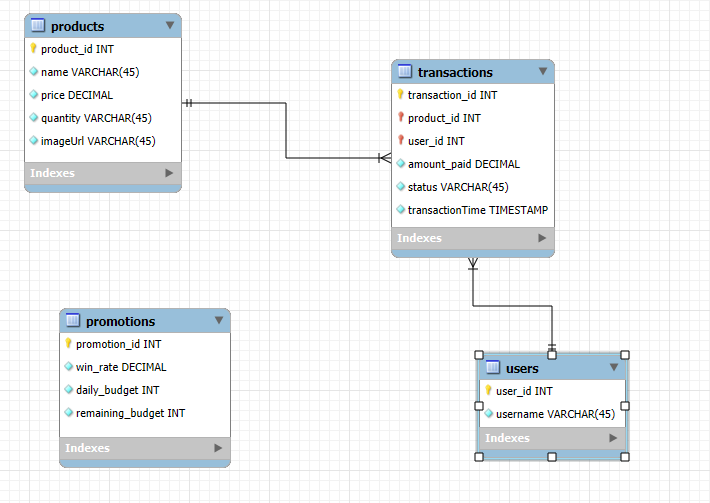 products
product_id INT
name VARCHAR(45)
price DECIMAL
quantity VARCHAR(45)
imageUrl VARCHAR(45)
Indexes
transactions
transaction_id INT
product_id INT
user_id INT
amount_paid DECIMAL
status VARCHAR(45)
transactionTime TIMESTAMP
Indexes
promotions
promotion_id INT
win_rate DECIMAL
daily_budget INT
remaining_budget INT
Indexes
users
user_id INT
username VARCHAR(45)
Indexes